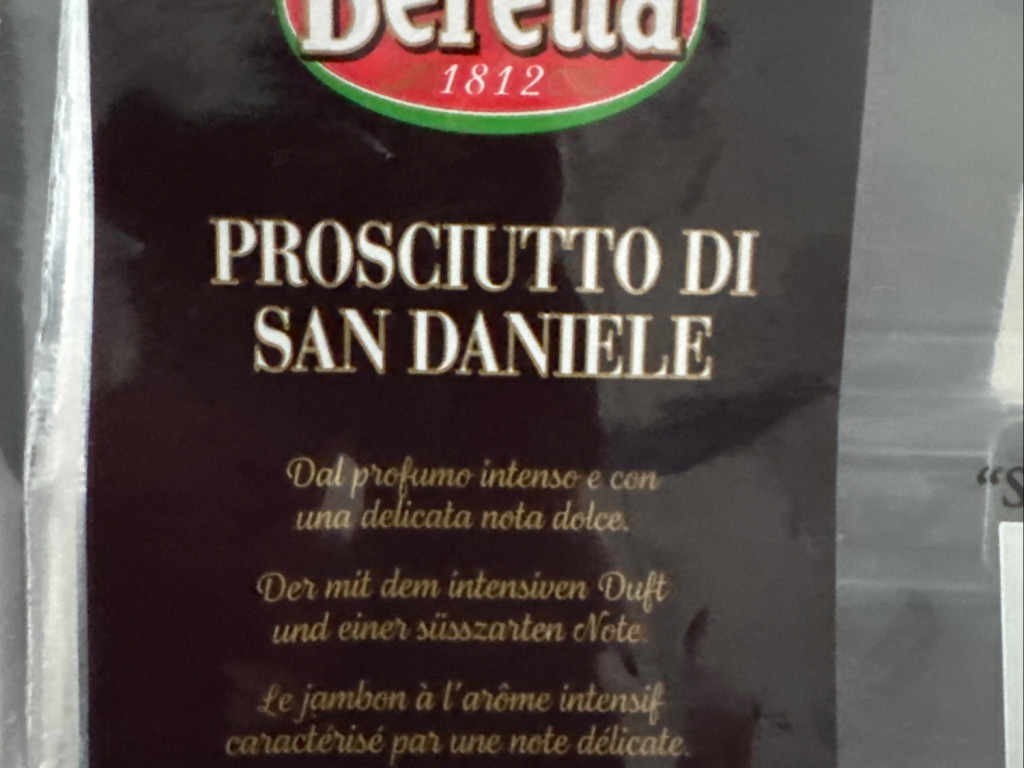 Beretta
1812
PROSCIUTTO DI
SAN DANIELE
Dal profumo intenso e con
una delicata nota dolce.
Der mit dem intensiven Duft
und einer süsszarten Note.
Le jambon à l'arôme intensif
caractérisé par une note délicate.